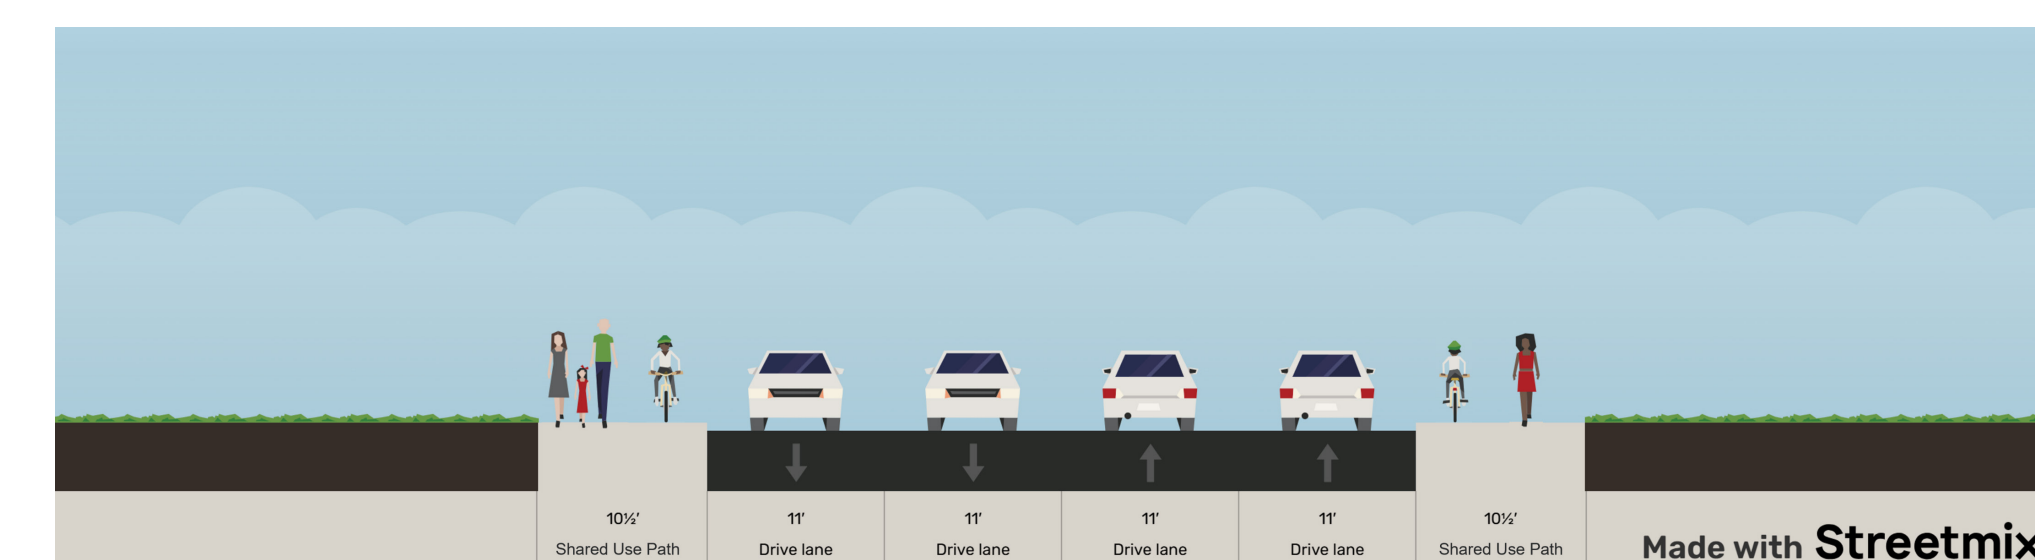 10½′ 11′ 11′ 11′ 11′ 10½′
Shared Use Path Drive lane Drive lane Drive lane Drive lane Shared Use Path
Made with Streetmix